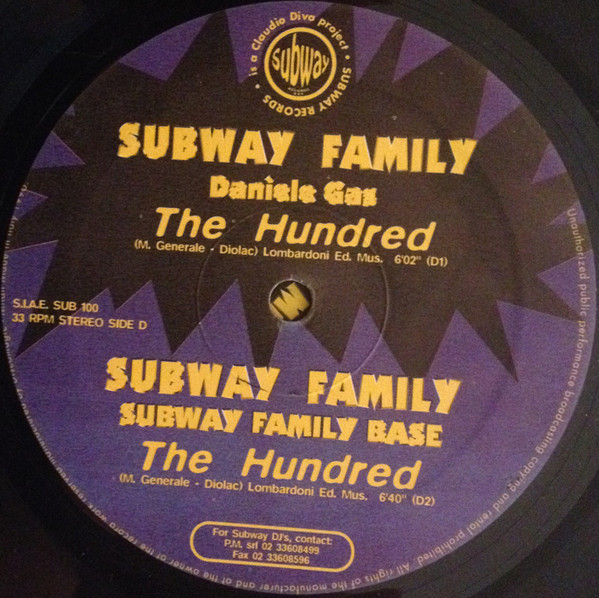 is a Claudio Diva project • SUBWAY RECORDS •
subway
SUBWAY FAMILY
Daniele Gas
The Hundred
(M. Generale - Diolac) Lombardoni Ed. Mus. 6'02" (D1)
S.I.A.E. SUB 100
33 RPM STEREO SIDE D
SUBWAY FAMILY
SUBWAY FAMILY BASE
The Hundred
(M. Generale - Diolac) Lombardoni Ed. Mus. 6'40" (D2)
For Subway DJ's, contact:
P.M. srl 02 33608499
Fax 02 33608596
Unauthorized public performance broadcasting copying and rental prohibited. All rights of the manufacturer and of the owner of the record work reserved